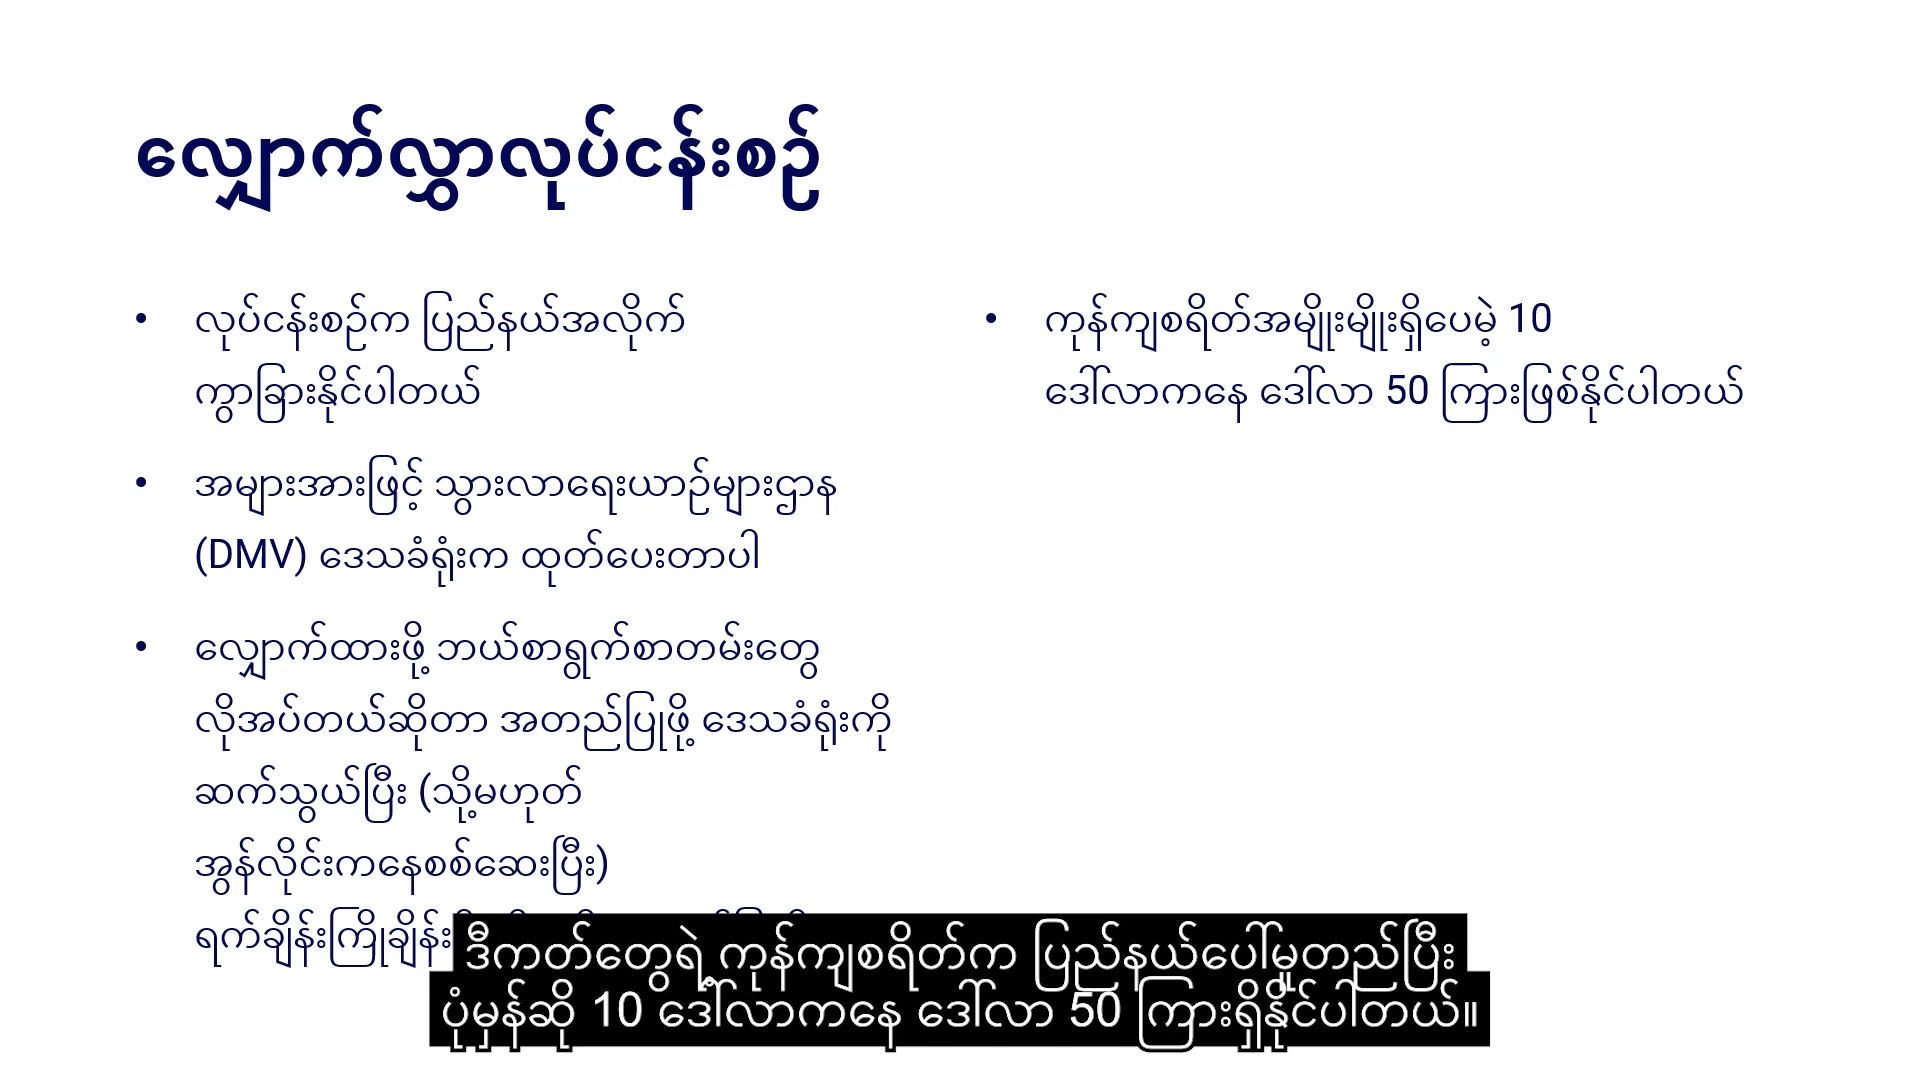 လျှောက်လွှာလုပ်ငန်းစဉ်
• လုပ်ငန်းစဉ်က ပြည်နယ်အလိုက်
ကွာခြားနိုင်ပါတယ်
• အများအားဖြင့် သွားလာရေးယာဉ်များဌာန
(DMV) ဒေသခံရုံးက ထုတ်ပေးတာပါ
• လျှောက်ထားဖို့ ဘယ်စာရွက်စာတမ်းတွေ
လိုအပ်တယ်ဆိုတာ အတည်ပြုဖို့ ဒေသခံရုံးကို
ဆက်သွယ်ပြီး (သို့မဟုတ်
အွန်လိုင်းကနေစစ်ဆေးပြီး)
ရက်ချိန်းကြိုချိန်း
• ကုန်ကျစရိတ်အမျိုးမျိုးရှိပေမဲ့ 10
ဒေါ်လာကနေ ဒေါ်လာ 50 ကြားဖြစ်နိုင်ပါတယ်
ဒီကတ်တွေရဲ့ ကုန်ကျစရိတ်က ပြည်နယ်ပေါ်မူတည်ပြီး
ပုံမှန်ဆို 10 ဒေါ်လာကနေ ဒေါ်လာ 50 ကြားရှိနိုင်ပါတယ်။